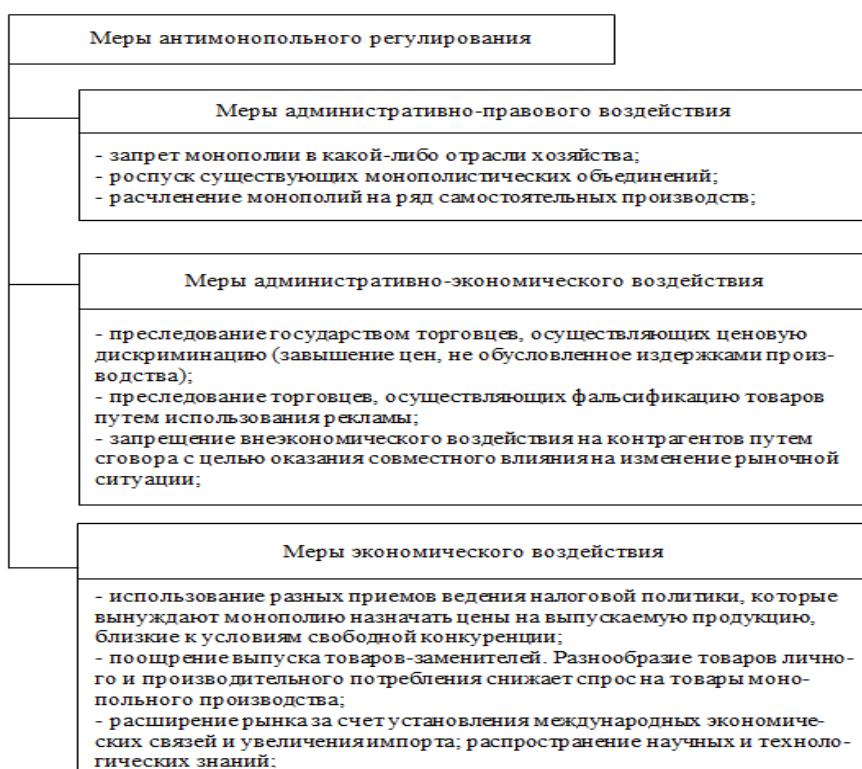 Меры антимонопольного регулирования
Меры административно-правового воздействия
- запрет монополии в какой-либо отрасли хозяйства;
- роспуск существующих монополистических объединений;
- расчленение монополий на ряд самостоятельных производств;
Меры административно-экономического воздействия
- преследование государством торговцев, осуществляющих ценовую
дискриминацию (завышение цен, не обусловленное издержками произ-
водства);
- преследование торговцев, осуществляющих фальсификацию товаров
путем использования рекламы;
- запрещение внеэкономического воздействия на контрагентов путем
сговора с целью оказания совместного влияния на изменение рыночной
ситуации;
Меры экономического воздействия
- использование разных приемов ведения налоговой политики, которые
вынуждают монополию назначать цены на выпускаемую продукцию,
близкие к условиям свободной конкуренции;
- поощрение выпуска товаров-заменителей. Разнообразие товаров лично-
го и производительного потребления снижает спрос на товары моно-
польного производства;
- расширение рынка за счет установления международных экономиче-
ских связей и увеличения импорта; распространение научных и техноло-
гических знаний;